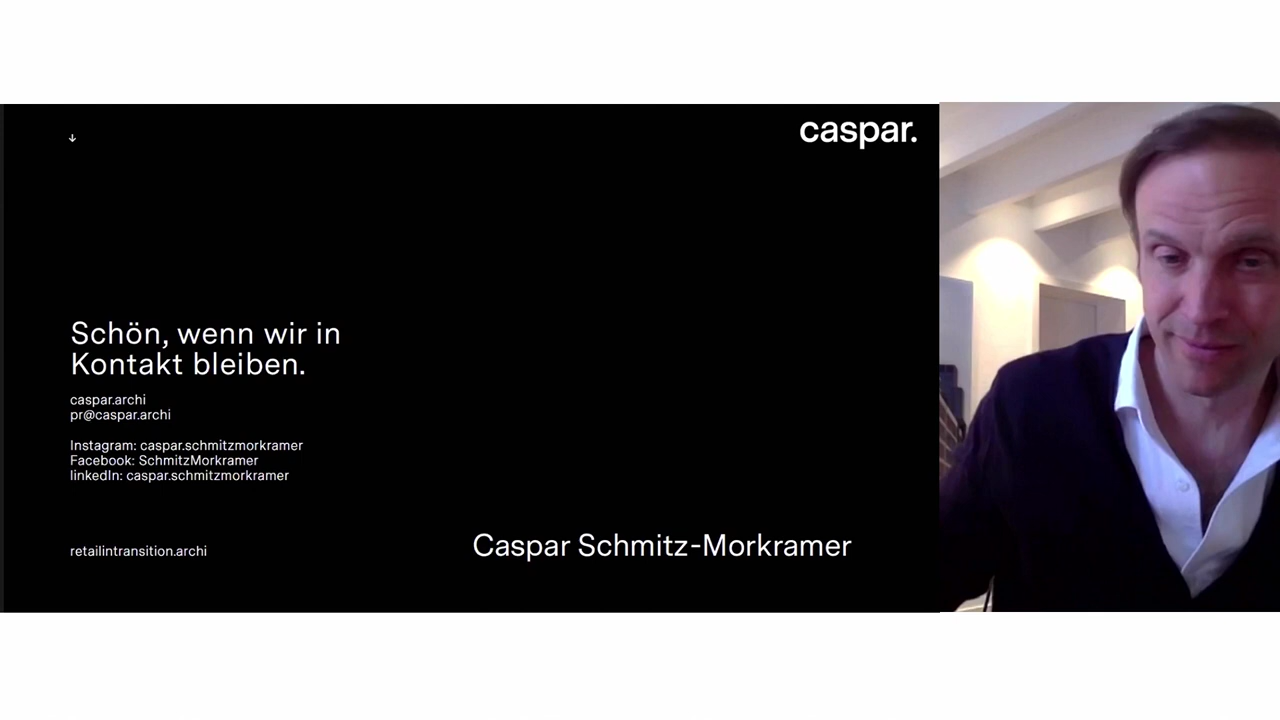 caspar.
Schön, wenn wir in
Kontakt bleiben.
caspar.archi
pr@caspar.archi
Instagram: caspar.schmitzmorkramer
Facebook: SchmitzMorkramer
linkedIn: caspar.schmitzmorkramer
retailintransition.archi
Caspar Schmitz-Morkramer